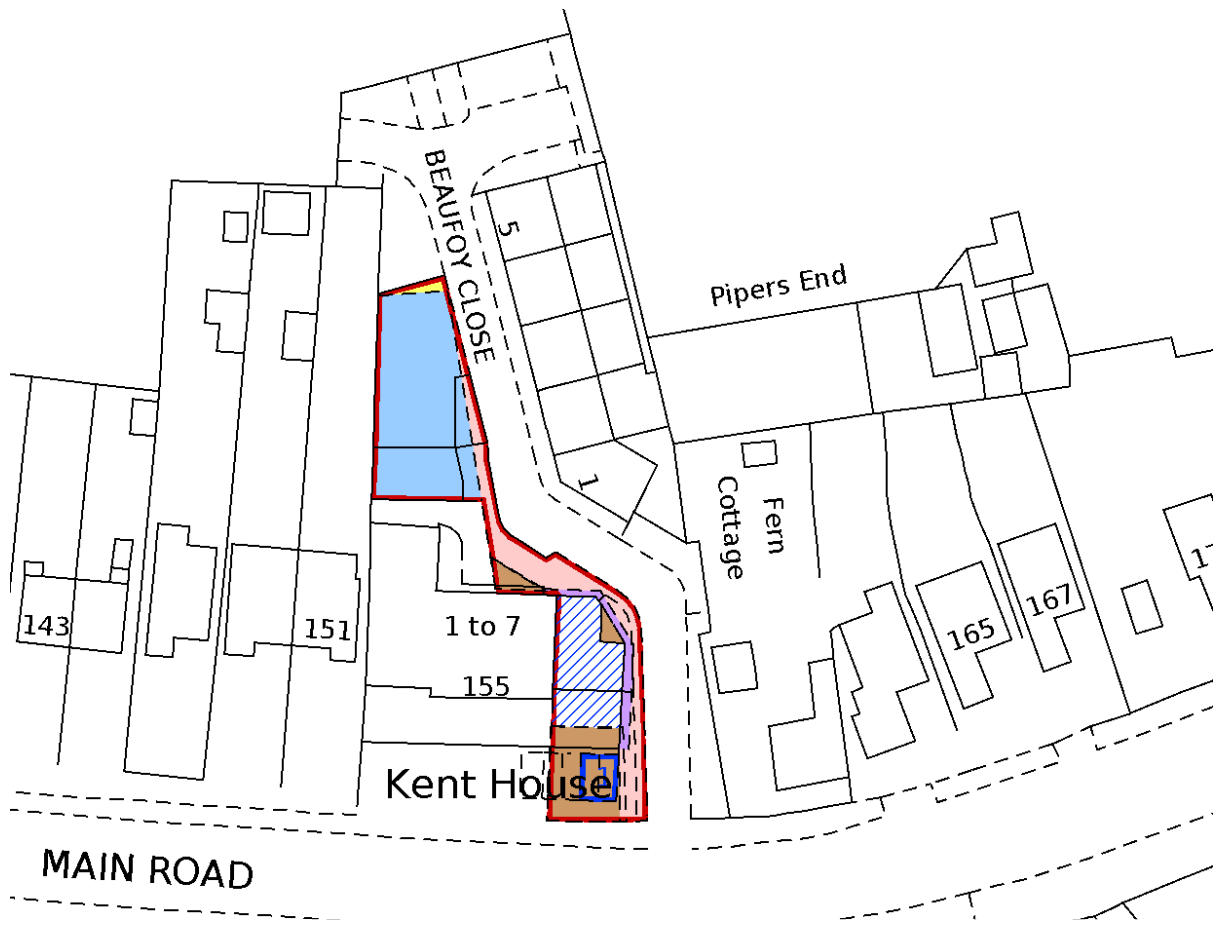 BEAUFOY CLOSE
5
Pipers End
1
Fern
Cottage
143
151
1 to 7
155
165
167
Kent House
MAIN ROAD